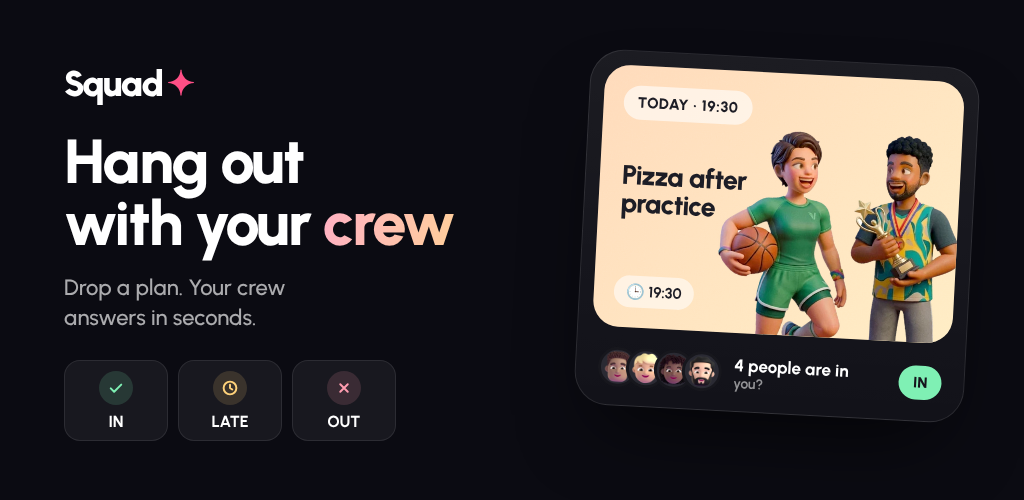 Squad
Hang out
with your crew
Drop a plan. Your crew
answers in seconds.
IN
LATE
OUT
TODAY · 19:30
Pizza after
practice
🕒 19:30
4 people are in
you?
IN